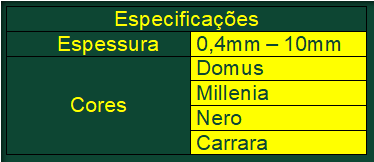 Especificações
Espessura 0,4mm – 10mm
Cores
Domus
Millenia
Nero
Carrara